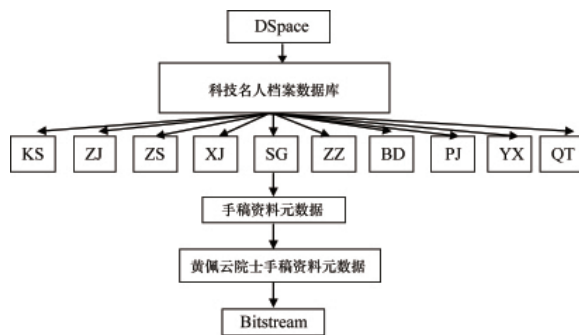 DSpace
科技名人档案数据库
KS ZJ ZS XJ SG ZZ BD PJ YX QT
手稿资料元数据
黄佩云院士手稿资料元数据
Bitstream